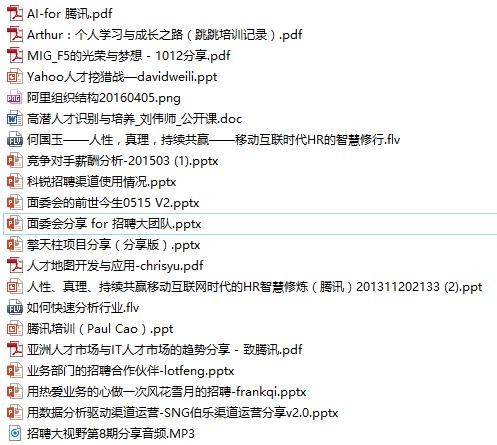 AI-for 腾讯.pdf
Arthur：个人学习与成长之路（跳跳培训记录）.pdf
MIG_F5的光荣与梦想 - 1012分享.pdf
Yahoo人才挖猎战—davidweili.ppt
PNG 阿里组织结构20160405.png
高潜人才识别与培养_刘伟师_公开课.doc
FLV 何国玉——人性，真理，持续共赢——移动互联时代HR的智慧修行.flv
竞争对手薪酬分析-201503 (1).pptx
科锐招聘渠道使用情况.pptx
面委会的前世今生0515 V2.pptx
面委会分享 for 招聘大团队.pptx
擎天柱项目分享（分享版）.pptx
人才地图开发与应用-chrisyu.pdf
人性、真理、持续共赢移动互联网时代的HR智慧修炼（腾讯）201311202133 (2).ppt
FLV 如何快速分析行业.flv
腾讯培训（Paul Cao）.ppt
亚洲人才市场与IT人才市场的趋势分享 - 致腾讯.pdf
业务部门的招聘合作伙伴-lotfeng.pptx
用热爱业务的心做一次风花雪月的招聘-frankqi.pptx
用数据分析驱动渠道运营-SNG伯乐渠道运营分享v2.0.pptx
招聘大视野第8期分享音频.MP3